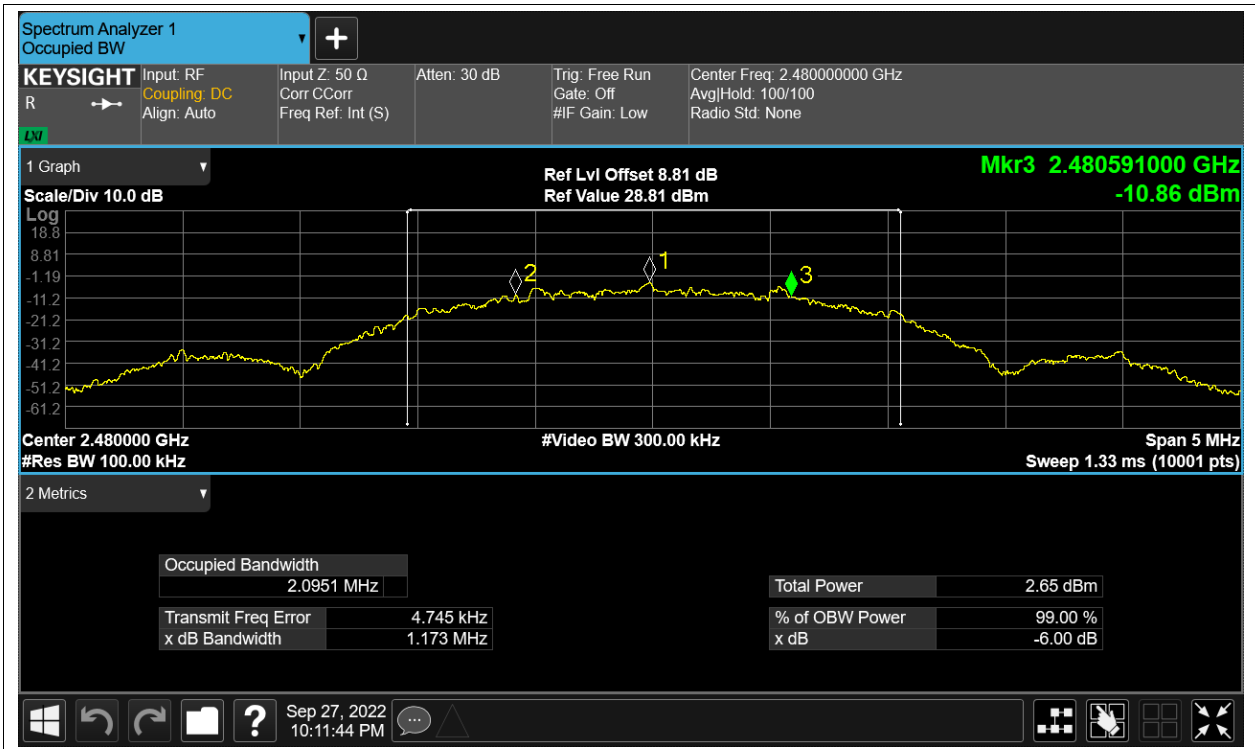 Spectrum Analyzer 1
Occupied BW
KEYSIGHT
R
LXI
Input: RF
Coupling: DC
Align: Auto
Input Z: 50 Ω
Corr CCorr
Freq Ref: Int (S)
Atten: 30 dB
Trig: Free Run
Gate: Off
#IF Gain: Low
Center Freq: 2.480000000 GHz
Avg|Hold: 100/100
Radio Std: None
1 Graph
Scale/Div 10.0 dB
Ref Lvl Offset 8.81 dB
Ref Value 28.81 dBm
Mkr3 2.480591000 GHz
-10.86 dBm
Log
18.8
8.81
-1.19
-11.2
-21.2
-31.2
-41.2
-51.2
-61.2
2
1
3
Center 2.480000 GHz
#Res BW 100.00 kHz
#Video BW 300.00 kHz
Span 5 MHz
Sweep 1.33 ms (10001 pts)
2 Metrics
Occupied Bandwidth
2.0951 MHz
Transmit Freq Error 4.745 kHz
x dB Bandwidth 1.173 MHz
Total Power 2.65 dBm
% of OBW Power 99.00 %
x dB -6.00 dB
?
Sep 27, 2022
10:11:44 PM